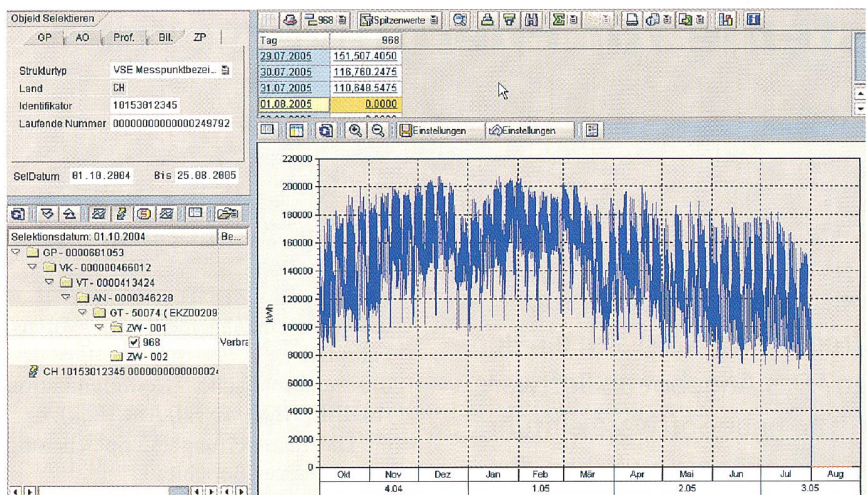 Objekt Selektieren
GP AO Prof. Bil. ZP
Strukturtyp VSE Messpunktbezei...
Land CH
Identifikator 10153012345
Laufende Nummer 00000000000000249792
SelDatum 01.10.2004 Bis 25.08.2005
Selektionsdatum: 01.10.2004 Be...
GP - 0000681053
VK - 000000466012
VT - 0000413424
AN - 0000346228
GT - 50074 ( EKZ00209
ZW - 001
968 Verbra
ZW - 002
CH 10153012345 000000000000002
968 Spitzenwerte
Tag 968
29.07.2005 151,507.4050
30.07.2005 116,760.2475
31.07.2005 110,648.5475
01.08.2005 0.0000
Einstellungen Einstellungen
220000
200000
180000
160000
140000
120000
100000
80000
60000
40000
20000
0
kWh
Okt Nov Dez Jan Feb Mär Apr Mai Jun Jul Aug
4.04 1.05 2.05 3.05